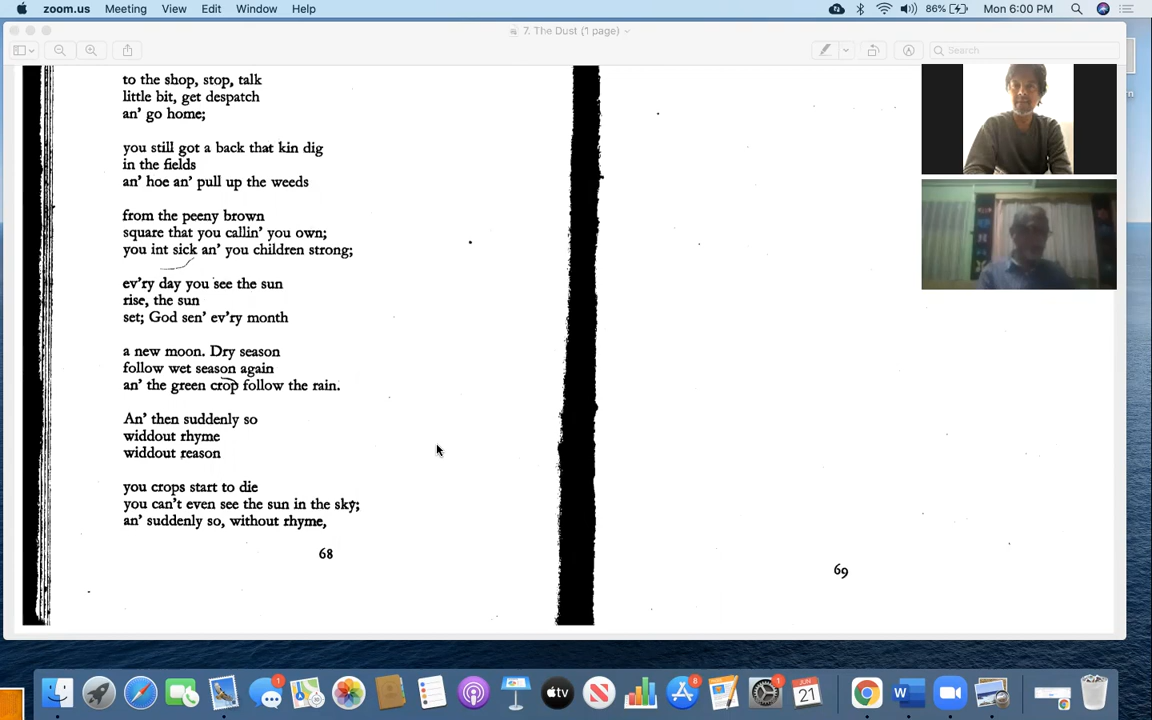 zoom.us Meeting View Edit Window Help
86% Mon 6:00 PM
7. The Dust (1 page)
Search
to the shop, stop, talk
little bit, get despatch
an' go home;
you still got a back that kin dig
in the fields
an' hoe an' pull up the weeds
from the peeny brown
square that you callin' you own;
you int sick an' you children strong;
ev'ry day you see the sun
rise, the sun
set; God sen' ev'ry month
a new moon. Dry season
follow wet season again
an' the green crop follow the rain.
An' then suddenly so
widdout rhyme
widdout reason
you crops start to die
you can't even see the sun in the sky;
an' suddenly so, without rhyme,
68
69
1
8
1
tv
JUN
21
W